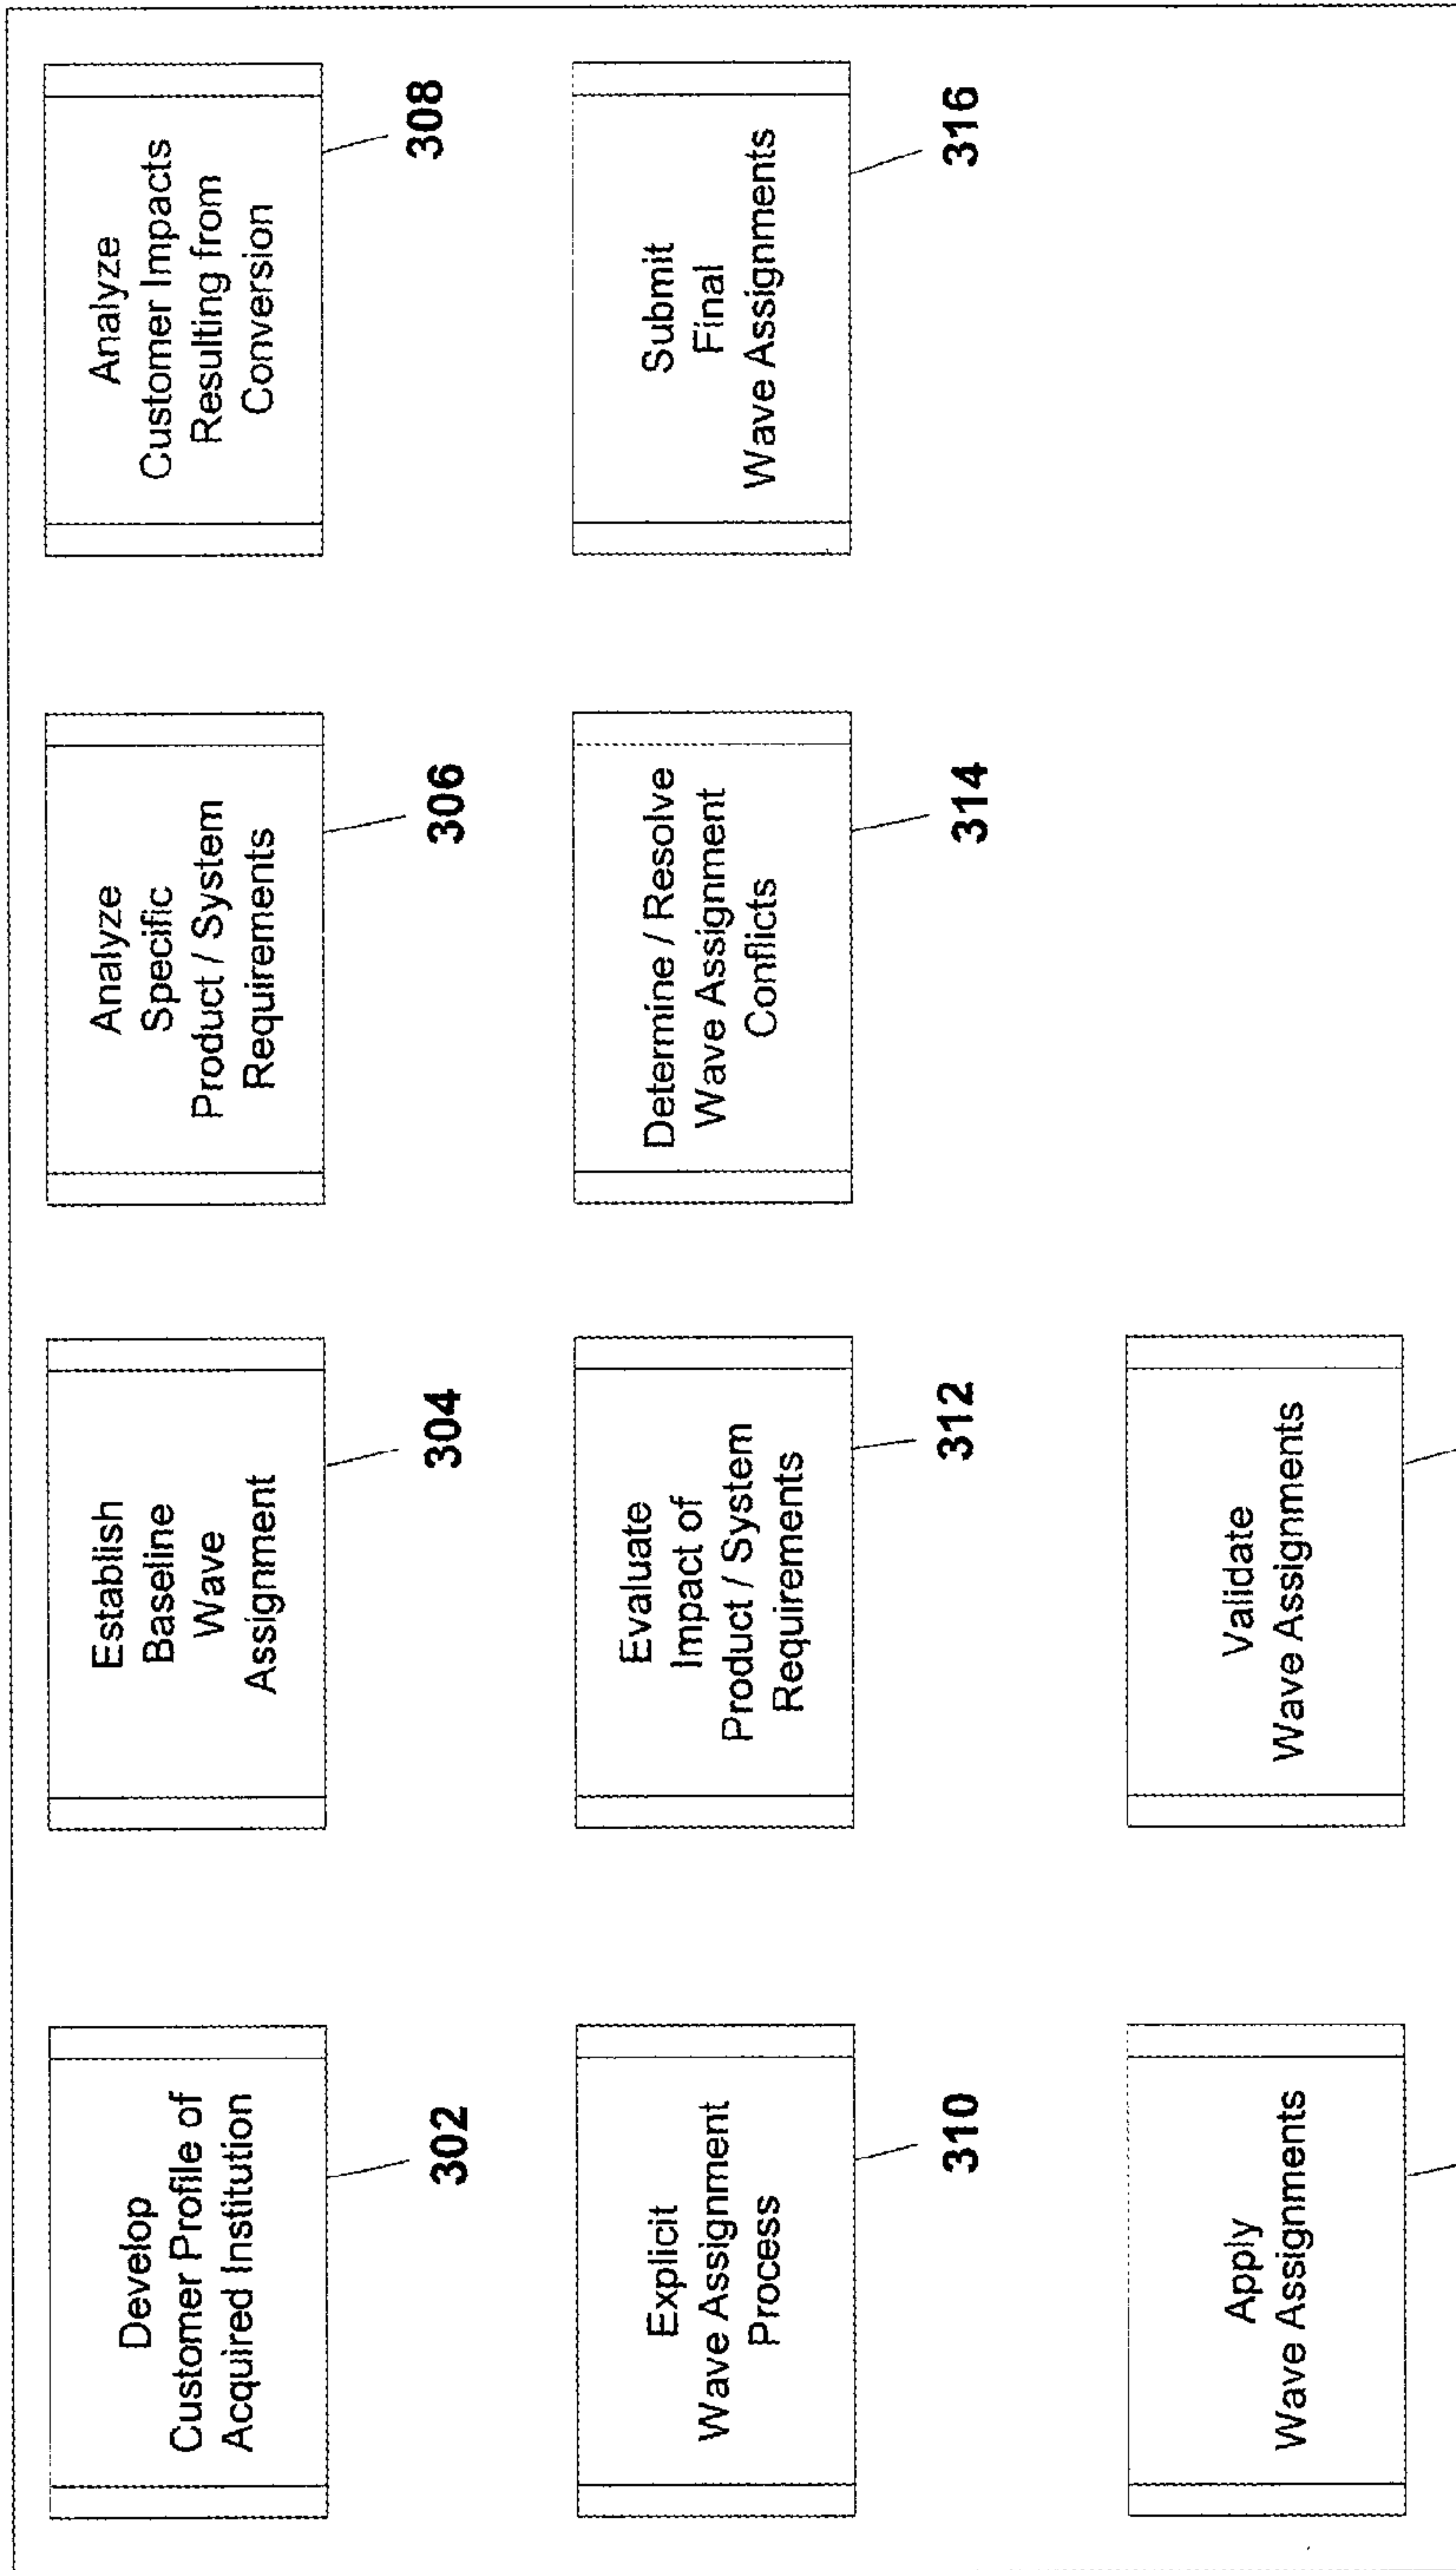 Develop
Customer Profile of
Acquired Institution
302
Establish
Baseline
Wave
Assignment
304
Analyze
Specific
Product / System
Requirements
306
Analyze
Customer Impacts
Resulting from
Conversion
308
Explicit
Wave Assignment
Process
310
Evaluate
Impact of
Product / System
Requirements
312
Determine / Resolve
Wave Assignment
Conflicts
314
Submit
Final
Wave Assignments
316
Apply
Wave Assignments
Validate
Wave Assignments